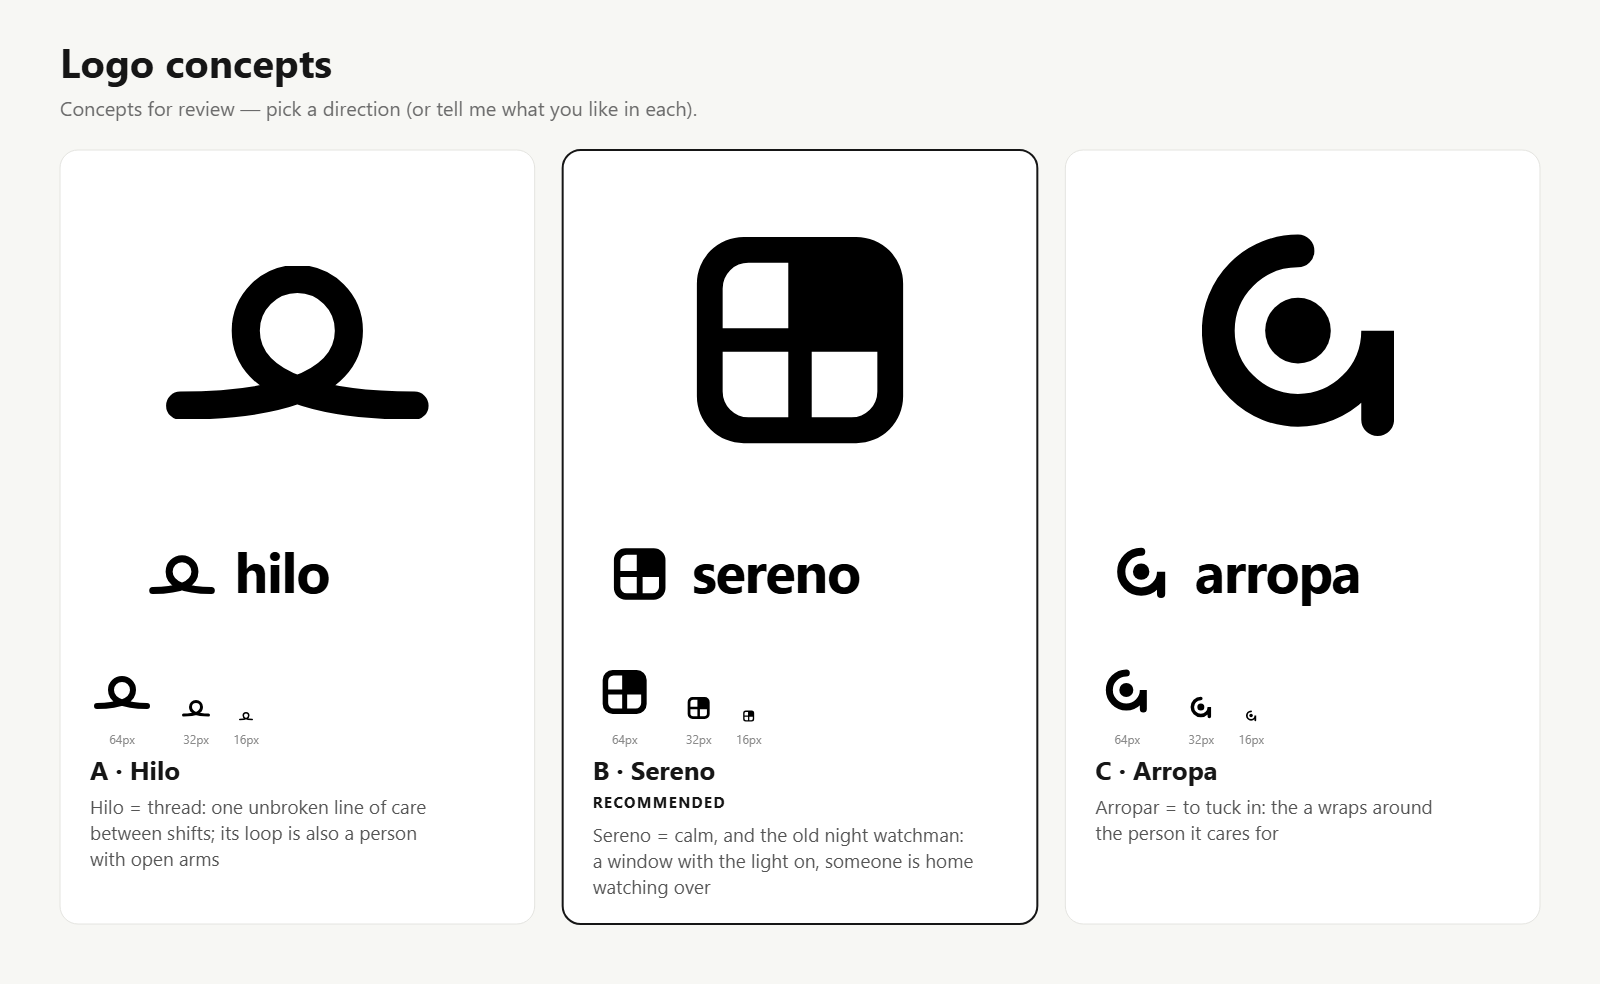 Logo concepts
Concepts for review — pick a direction (or tell me what you like in each).
hilo
64px 32px 16px
A · Hilo
Hilo = thread: one unbroken line of care
between shifts; its loop is also a person
with open arms
sereno
64px 32px 16px
B · Sereno
RECOMMENDED
Sereno = calm, and the old night watchman:
a window with the light on, someone is home
watching over
arropa
64px 32px 16px
C · Arropa
Arropar = to tuck in: the a wraps around
the person it cares for